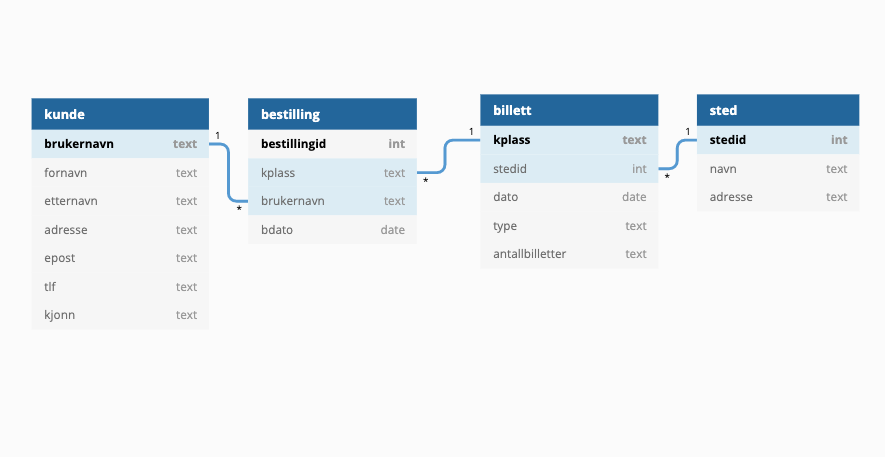 kunde
brukernavn text
fornavn text
etternavn text
adresse text
epost text
tlf text
kjonn text
1
*
bestilling
bestillingid int
kplass text
brukernavn text
bdato date
1
*
billett
kplass text
stedid int
dato date
type text
antallbilletter text
1
*
sted
stedid int
navn text
adresse text